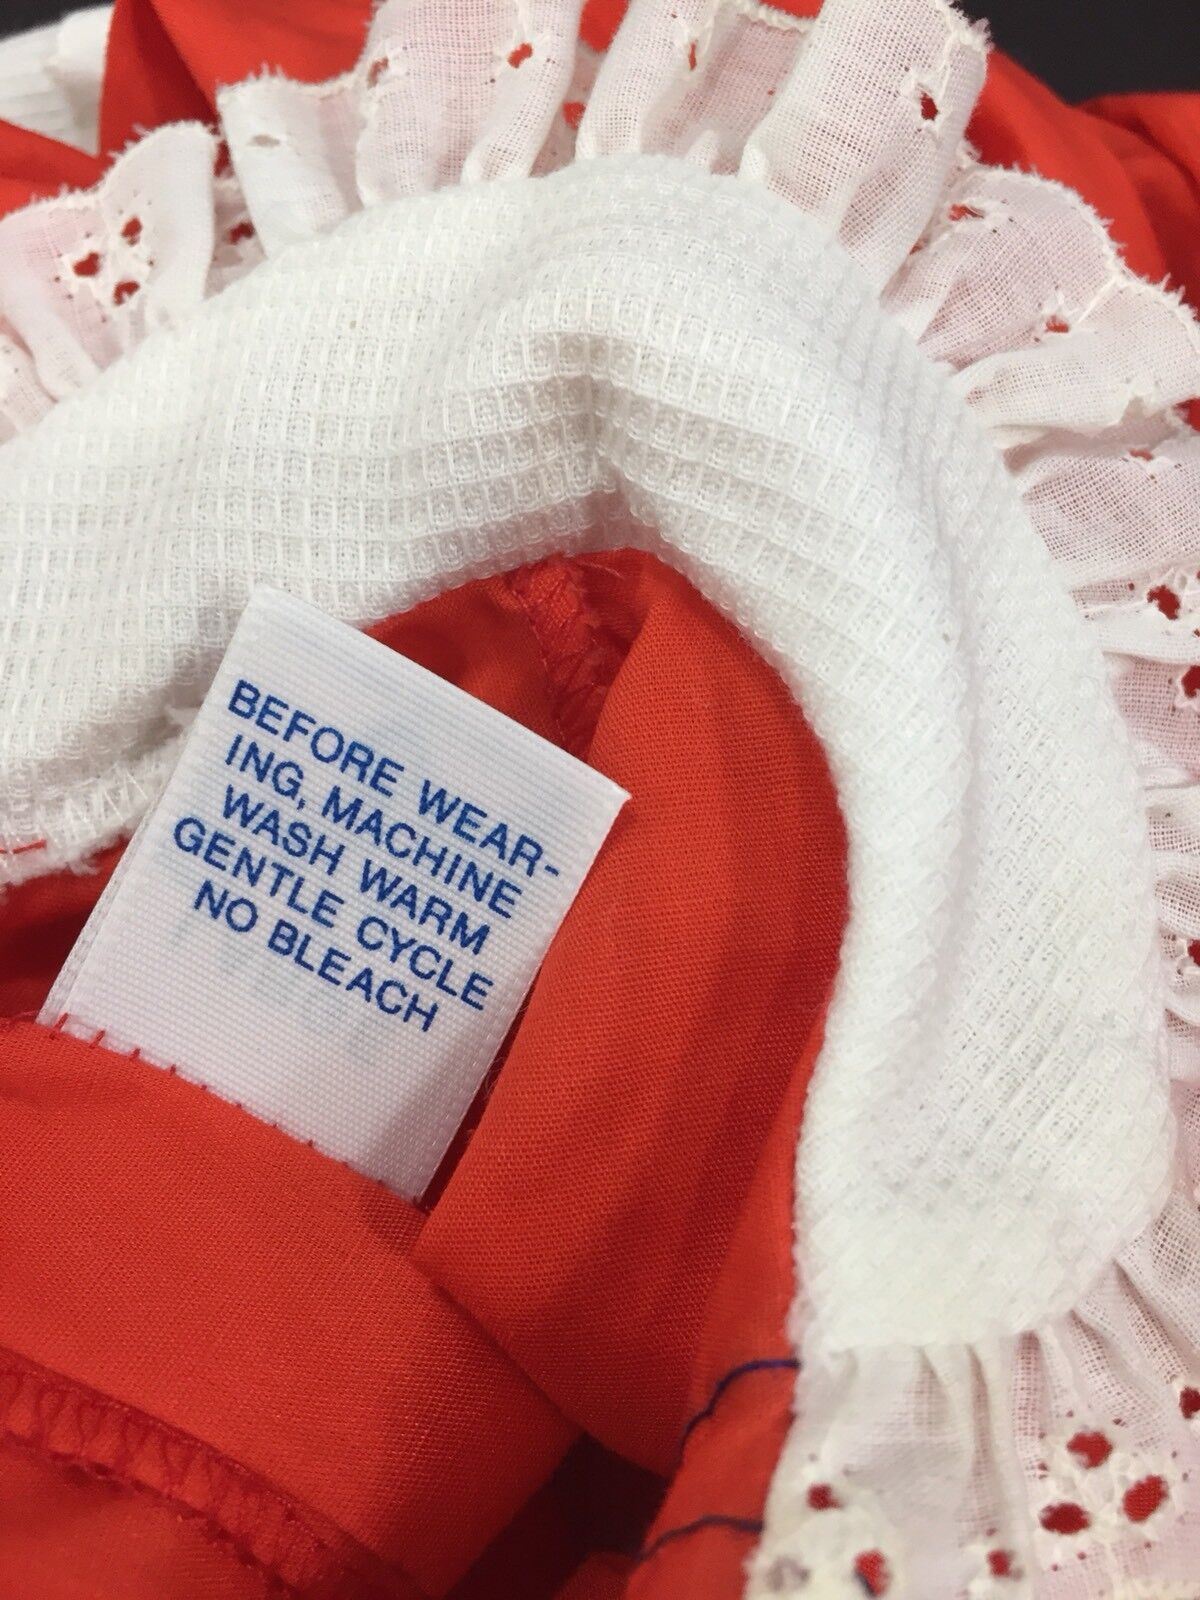 BEFORE WEAR-
ING, MACHINE
WASH WARM
GENTLE CYCLE
NO BLEACH